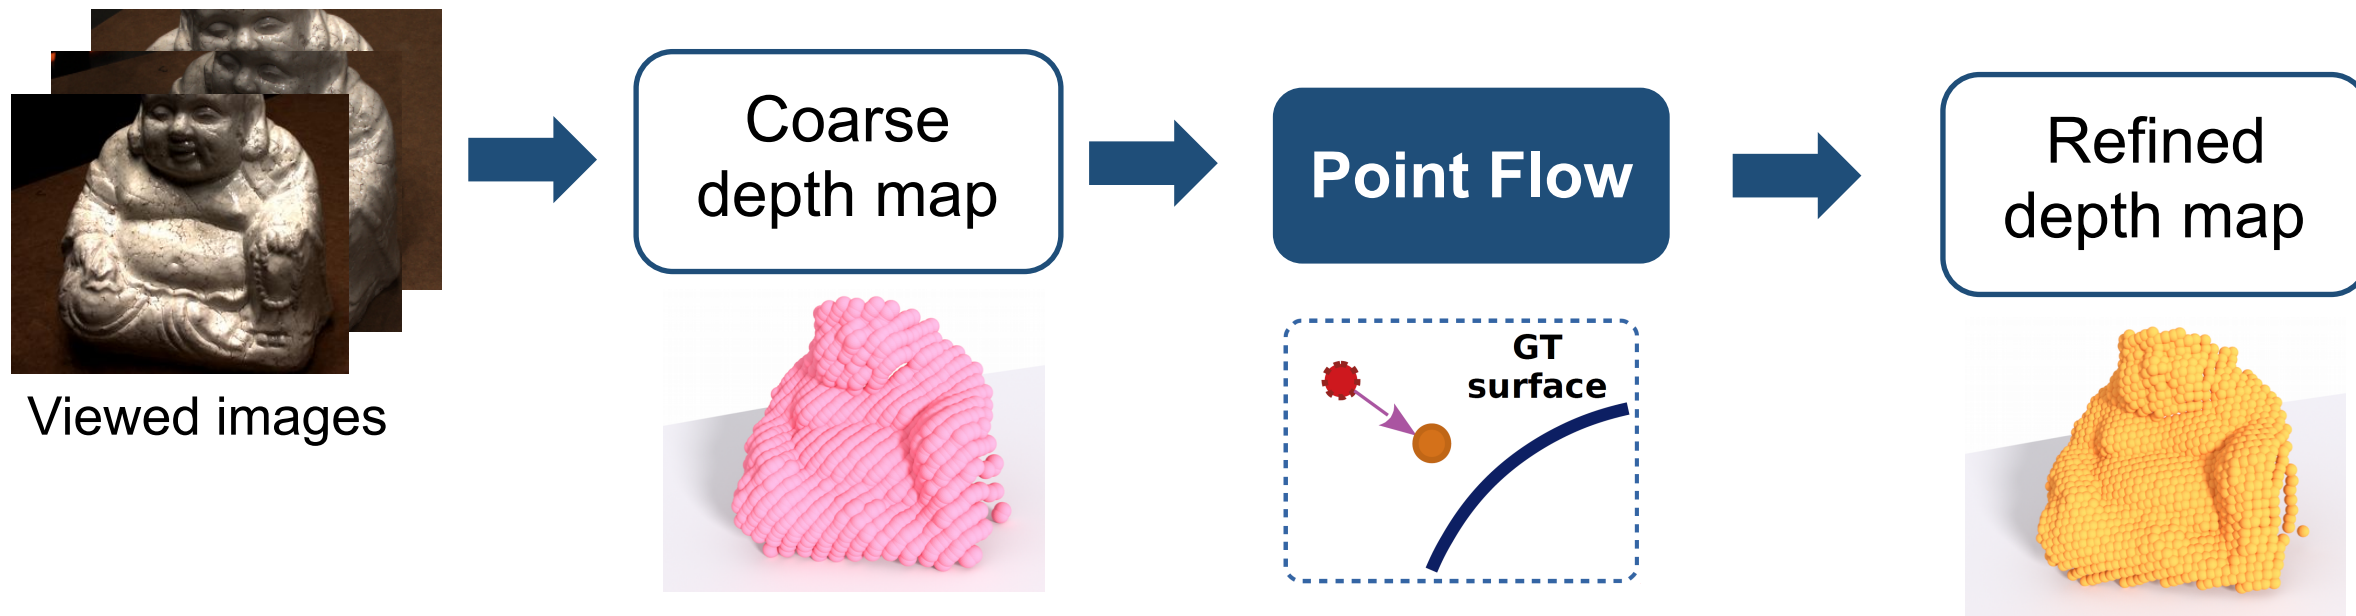 Viewed images
Coarse
depth map
Point Flow
GT
surface
Refined
depth map